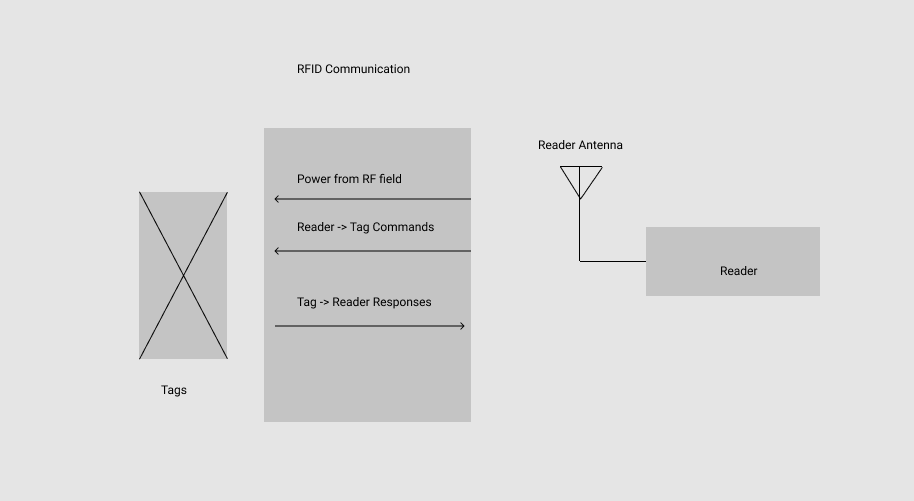 RFID Communication
Reader Antenna
Power from RF field
Reader -> Tag Commands
Reader
Tag -> Reader Responses
Tags